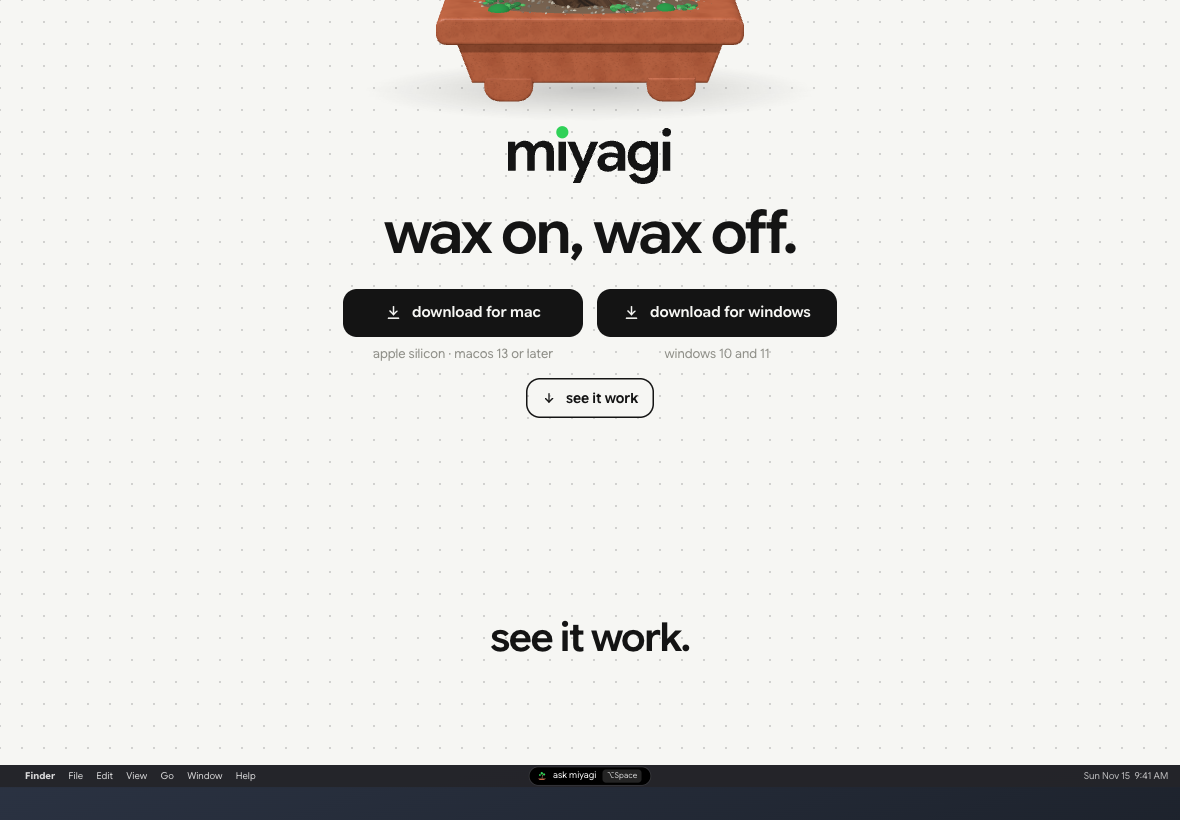 miyagi
wax on, wax off.
download for mac
download for windows
apple silicon · macos 13 or later
windows 10 and 11
see it work
see it work.
Finder File Edit View Go Window Help
ask miyagi ⌥Space
Sun Nov 15 9:41 AM